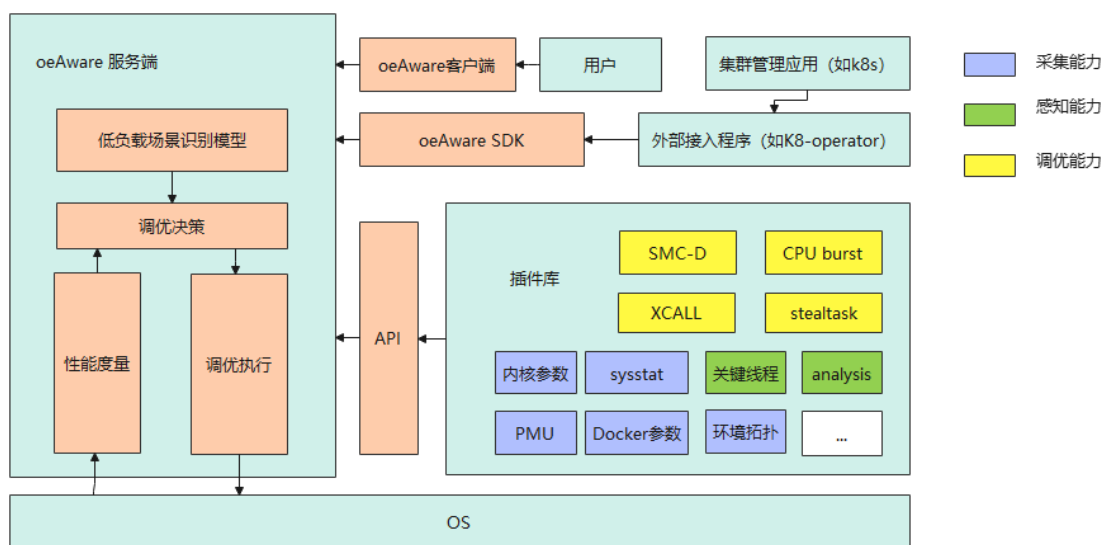 oeAware 服务端
oeAware客户端
用户
集群管理应用（如k8s）
采集能力
感知能力
调优能力
低负载场景识别模型
oeAware SDK
外部接入程序（如K8-operator）
调优决策
性能度量
调优执行
API
插件库
SMC-D
CPU burst
XCALL
stealtask
内核参数
sysstat
关键线程
analysis
PMU
Docker参数
环境拓扑
...
OS